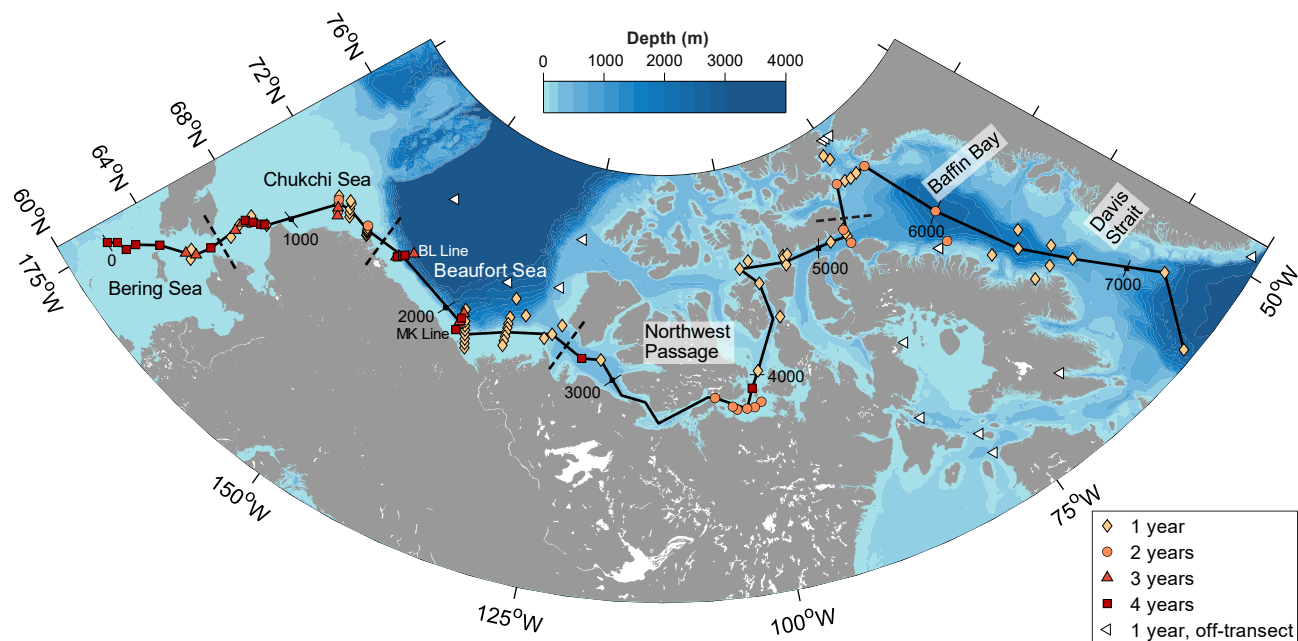 Depth (m)
0 1000 2000 3000 4000
76°N
72°N
68°N
64°N
60°N
175°W
150°W
125°W
100°W
75°W
50°W
Chukchi Sea
Bering Sea
BL Line
Beaufort Sea
MK Line
Northwest
Passage
Baffin Bay
Davis
Strait
0
1000
2000
3000
4000
5000
6000
7000
1 year
2 years
3 years
4 years
1 year, off-transect